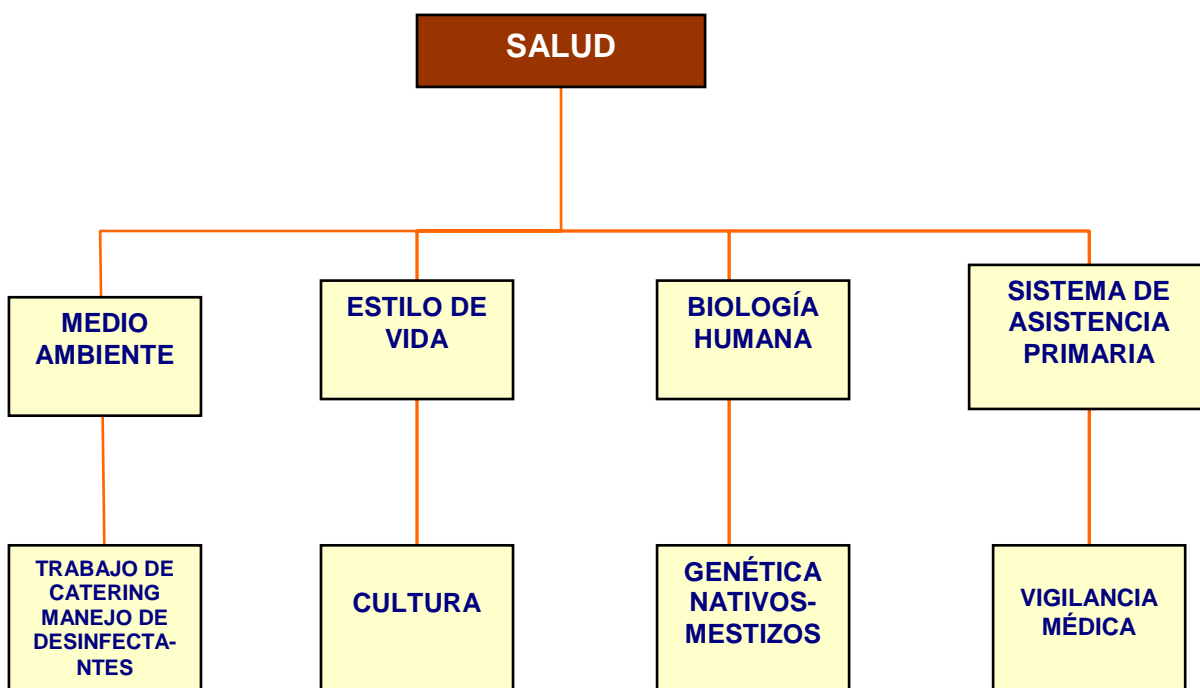 SALUD
MEDIO
AMBIENTE
ESTILO DE
VIDA
BIOLOGÍA
HUMANA
SISTEMA DE
ASISTENCIA
PRIMARIA
TRABAJO DE
CATERING
MANEJO DE
DESINFECTA-
NTES
CULTURA
GENÉTICA
NATIVOS-
MESTIZOS
VIGILANCIA
MÉDICA